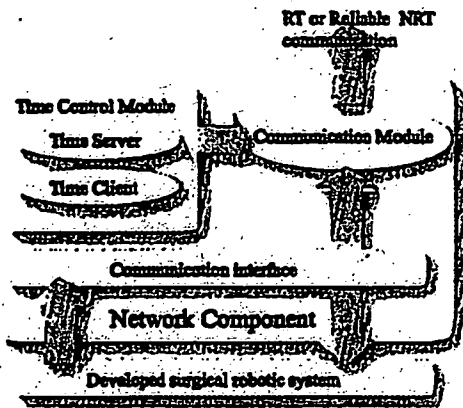 RT or Reliable NRT
communication
Time Control Module
Time Server
Communication Module
Time Client
Communication interface
Network Component
Developed surgical robotic system